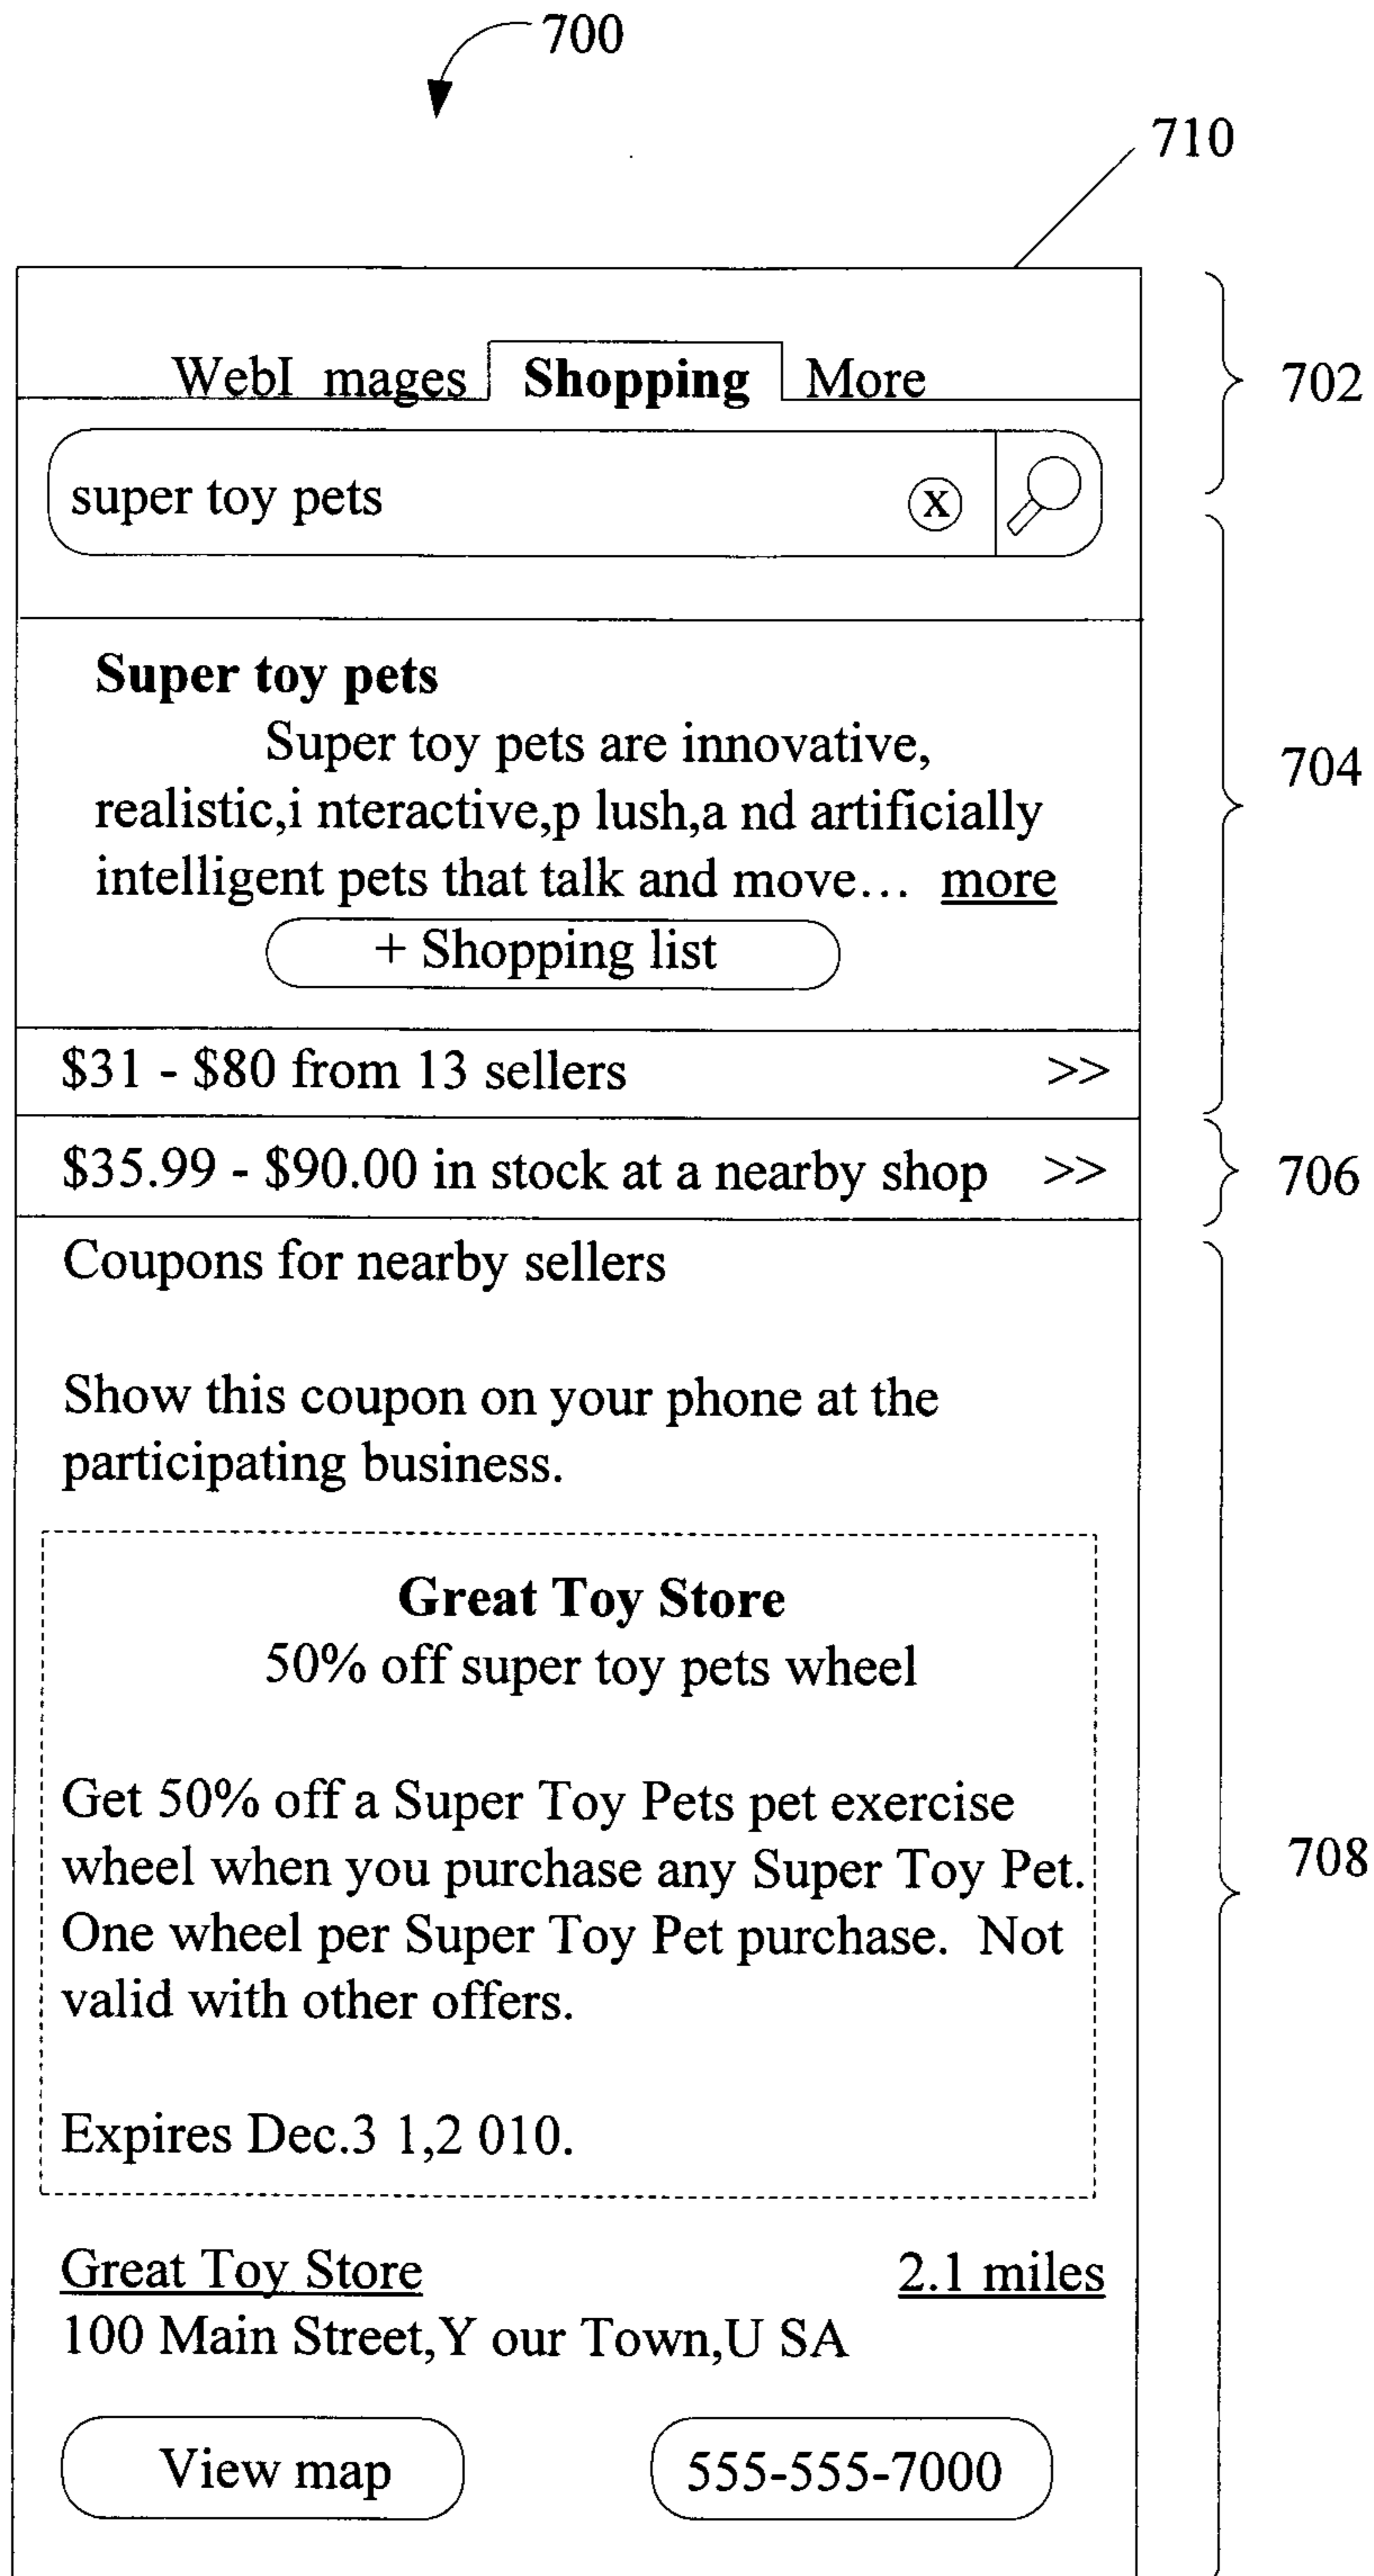 700
710
WebI mages Shopping More
702
super toy pets X
Super toy pets
Super toy pets are innovative,
704
realistic,i nteractive,p lush,a nd artificially
intelligent pets that talk and move... more
+ Shopping list
$31 - $80 from 13 sellers >>
$35.99 - $90.00 in stock at a nearby shop >>
706
Coupons for nearby sellers
Show this coupon on your phone at the
participating business.
Great Toy Store
50% off super toy pets wheel
Get 50% off a Super Toy Pets pet exercise
wheel when you purchase any Super Toy Pet.
708
One wheel per Super Toy Pet purchase. Not
valid with other offers.
Expires Dec.3 1,2 010.
Great Toy Store 2.1 miles
100 Main Street,Y our Town,U SA
View map 555-555-7000